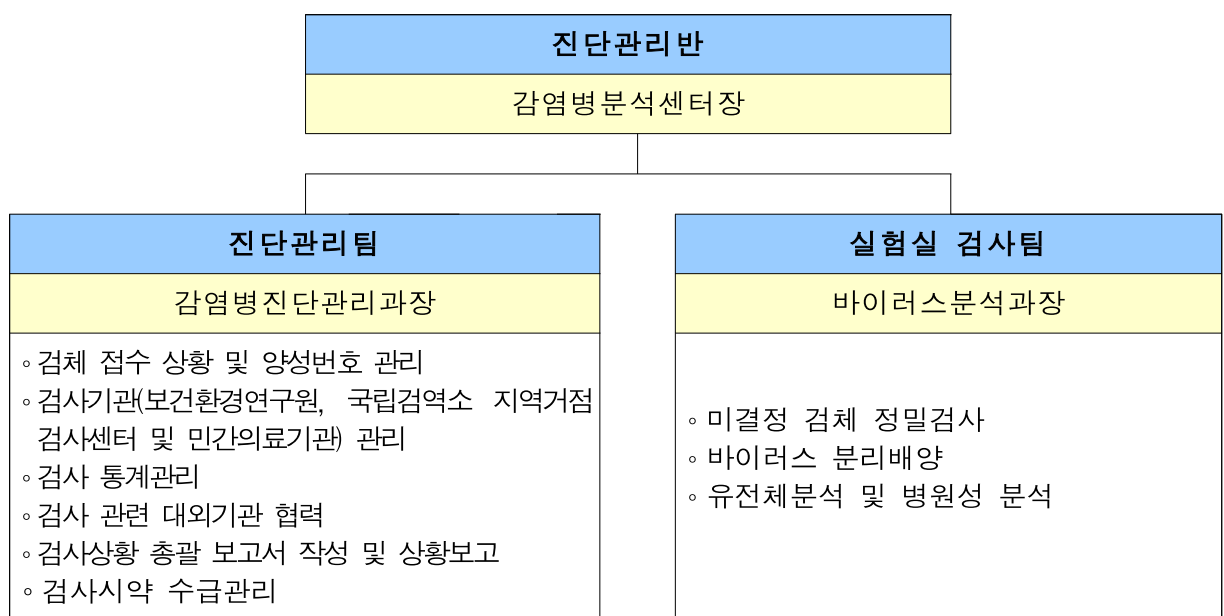 진단관리반
감염병분석센터장
진단관리팀
감염병진단관리과장
◦검체 접수 상황 및 양성번호 관리
◦검사기관(보건환경연구원, 국립검역소 지역거점
검사센터 및 민간의료기관) 관리
◦검사 통계관리
◦검사 관련 대외기관 협력
◦검사상황 총괄 보고서 작성 및 상황보고
◦ 검사시약 수급관리
실험실 검사팀
바이러스분석과장
◦ 미결정 검체 정밀검사
◦ 바이러스 분리배양
◦ 유전체분석 및 병원성 분석